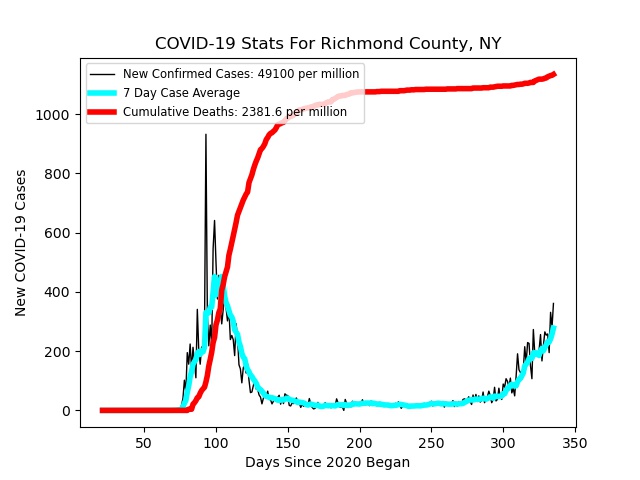 COVID-19 Stats For Richmond County, NY
New Confirmed Cases: 49100 per million
7 Day Case Average
Cumulative Deaths: 2381.6 per million
New COVID-19 Cases
1000
800
600
400
200
0
50 100 150 200 250 300 350
Days Since 2020 Began